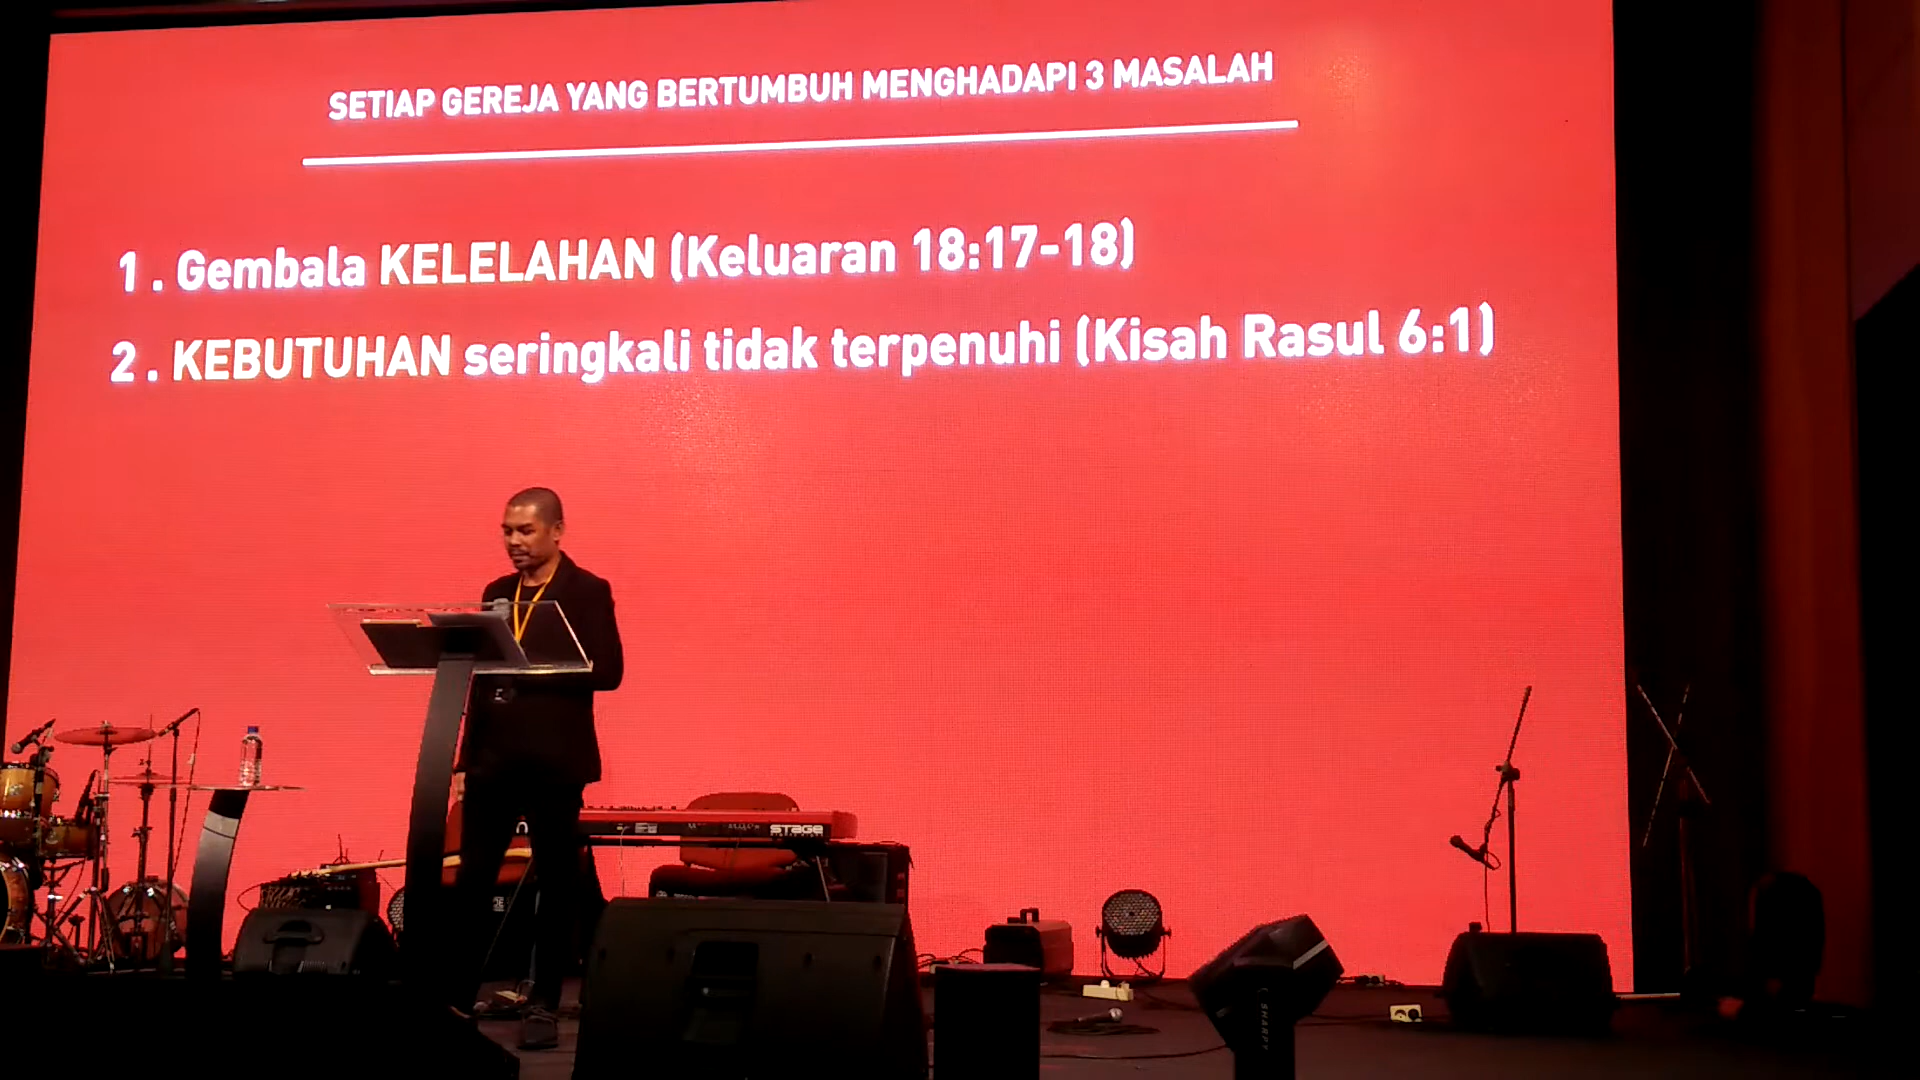 SETIAP GEREJA YANG BERTUMBUH MENGHADAPI 3 MASALAH
1 . Gembala KELELAHAN (Keluaran 18:17-18)
2 . KEBUTUHAN seringkali tidak terpenuhi (Kisah Rasul 6:1)
STAGE
SHARPY